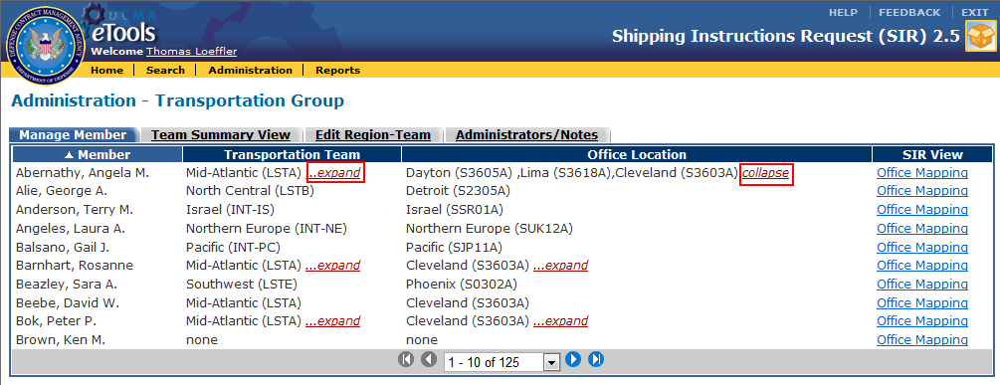 HELP | FEEDBACK | EXIT
DCMA
eTools
Shipping Instructions Request (SIR) 2.5
Welcome Thomas Loeffler
DEFENSE CONTRACT MANAGEMENT AGENCY
DEPARTMENT OF DEFENSE
Home | Search | Administration | Reports
Administration - Transportation Group
Manage Member Team Summary View Edit Region-Team Administrators/Notes
Member Transportation Team Office Location SIR View
Abernathy, Angela M. Mid-Atlantic (LSTA) ...expand Dayton (S3605A) ,Lima (S3618A),Cleveland (S3603A) collapse Office Mapping
Alie, George A. North Central (LSTB) Detroit (S2305A) Office Mapping
Anderson, Terry M. Israel (INT-IS) Israel (SSR01A) Office Mapping
Angeles, Laura A. Northern Europe (INT-NE) Northern Europe (SUK12A) Office Mapping
Balsano, Gail J. Pacific (INT-PC) Pacific (SJP11A) Office Mapping
Barnhart, Rosanne Mid-Atlantic (LSTA) ...expand Cleveland (S3603A) ...expand Office Mapping
Beazley, Sara A. Southwest (LSTE) Phoenix (S0302A) Office Mapping
Beebe, David W. Mid-Atlantic (LSTA) Cleveland (S3603A) Office Mapping
Bok, Peter P. Mid-Atlantic (LSTA) ...expand Cleveland (S3603A) ...expand Office Mapping
Brown, Ken M. none none Office Mapping
1 - 10 of 125